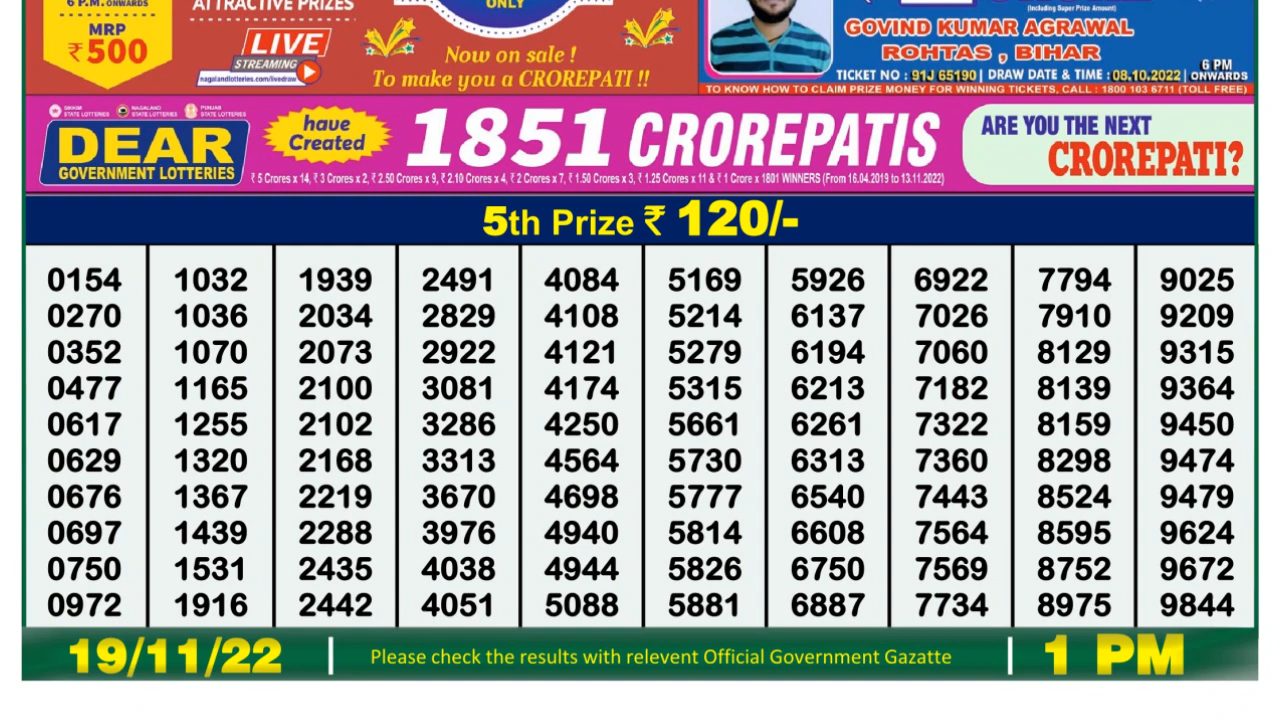 6 P.M. ONWARDS
MRP
₹500
ATTRACTIVE PRIZES
LIVE
STREAMING
nagalandlotteries.com/livedraw
ONLY
Now on sale !
To make you a CROREPATI !!
(Including Super Prize Amount)
GOVIND KUMAR AGRAWAL
ROHTAS , BIHAR
TICKET NO : 91J 65190 | DRAW DATE & TIME : 08.10.2022 | 6 PM ONWARDS
TO KNOW HOW TO CLAIM PRIZE MONEY FOR WINNING TICKETS, CALL : 1800 103 6711 (TOLL FREE)
SIKKIM STATE LOTTERIES NAGALAND STATE LOTTERIES PUNJAB STATE LOTTERIES
DEAR
GOVERNMENT LOTTERIES
have
Created
1851 CROREPATIS
₹ 5 Crores x 14, ₹ 3 Crores x 2, ₹ 2.50 Crores x 9, ₹ 2.10 Crores x 4, ₹ 2 Crores x 7, ₹ 1.50 Crores x 3, ₹ 1.25 Crores x 11 & ₹ 1 Crore x 1801 WINNERS (From 16.04.2019 to 13.11.2022)
ARE YOU THE NEXT
CROREPATI?
5th Prize ₹ 120/-
0154 1032 1939 2491 4084 5169 5926 6922 7794 9025
0270 1036 2034 2829 4108 5214 6137 7026 7910 9209
0352 1070 2073 2922 4121 5279 6194 7060 8129 9315
0477 1165 2100 3081 4174 5315 6213 7182 8139 9364
0617 1255 2102 3286 4250 5661 6261 7322 8159 9450
0629 1320 2168 3313 4564 5730 6313 7360 8298 9474
0676 1367 2219 3670 4698 5777 6540 7443 8524 9479
0697 1439 2288 3976 4940 5814 6608 7564 8595 9624
0750 1531 2435 4038 4944 5826 6750 7569 8752 9672
0972 1916 2442 4051 5088 5881 6887 7734 8975 9844
19/11/22 | Please check the results with relevent Official Government Gazatte | 1 PM